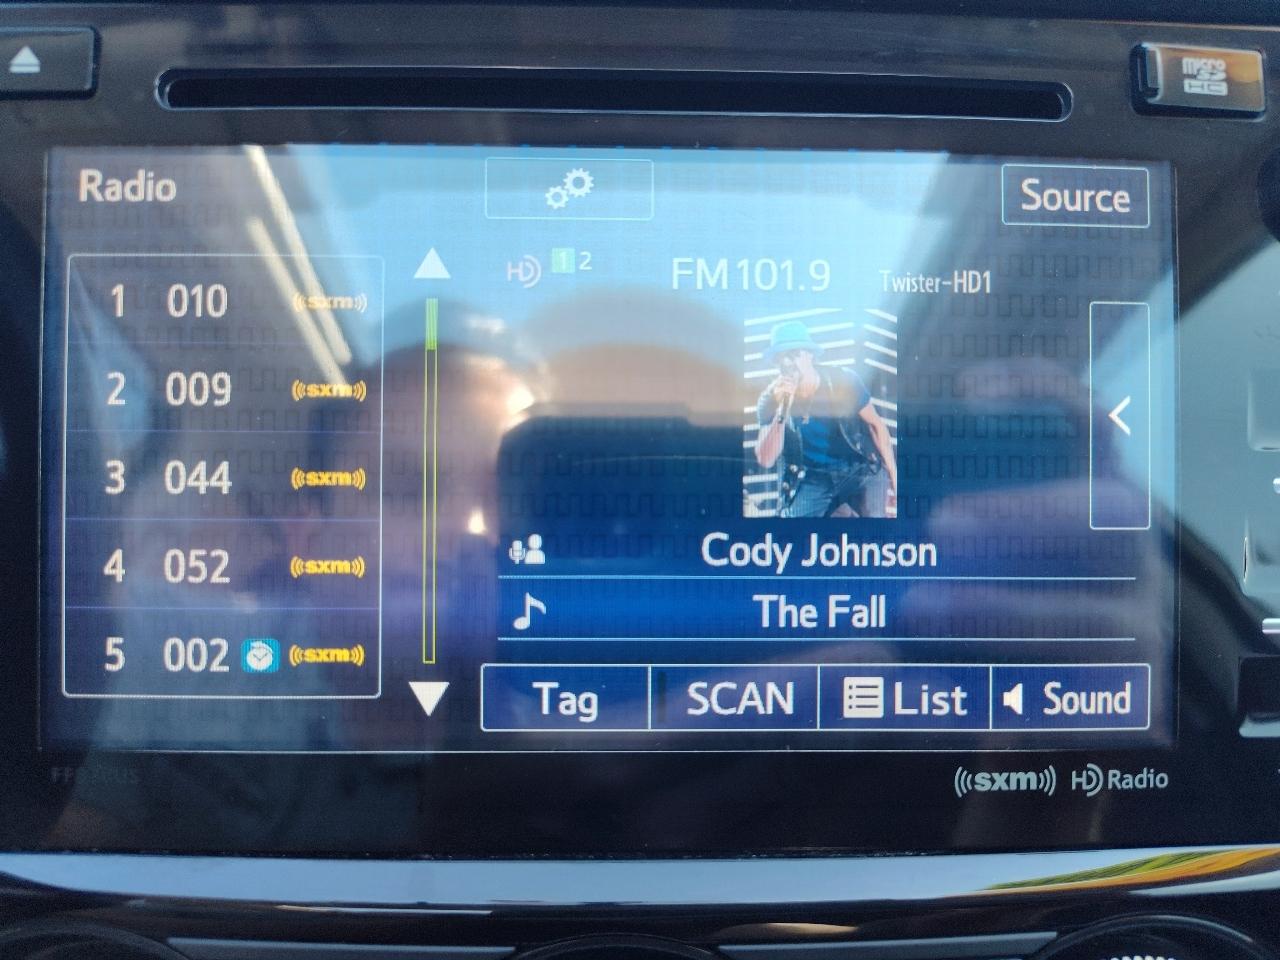 micro SD HC
Radio
Source
HD 1 2
FM 101.9
Twister-HD1
1 010 ((sxm))
2 009 ((sxm))
3 044 ((sxm))
4 052 ((sxm))
5 002 ((sxm))
Cody Johnson
The Fall
Tag
SCAN
List
Sound
((sxm)) HD Radio